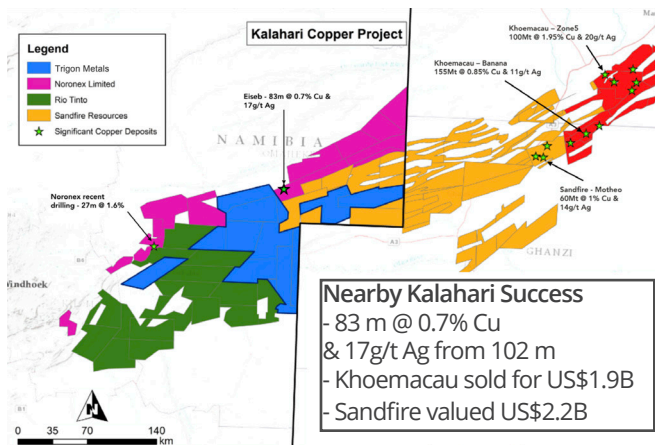 Kalahari Copper Project
Legend
Trigon Metals
Noronex Limited
Rio Tinto
Sandfire Resources
Significant Copper Deposits
Khoemacau – Zone5
100Mt @ 1.95% Cu & 20g/t Ag
Khoemacau – Banana
155Mt @ 0.85% Cu & 11g/t Ag
Eiseb - 83m @ 0.7% Cu &
17g/t Ag
NAMIBIA
Noronex recent
drilling - 27m @ 1.6%
Sandfire - Motheo
60Mt @ 1% Cu &
14g/t Ag
A2
GHANZI
Windhoek
Nearby Kalahari Success
- 83 m @ 0.7% Cu
& 17g/t Ag from 102 m
- Khoemacau sold for US$1.9B
- Sandfire valued US$2.2B
N
0 35 70 140
km